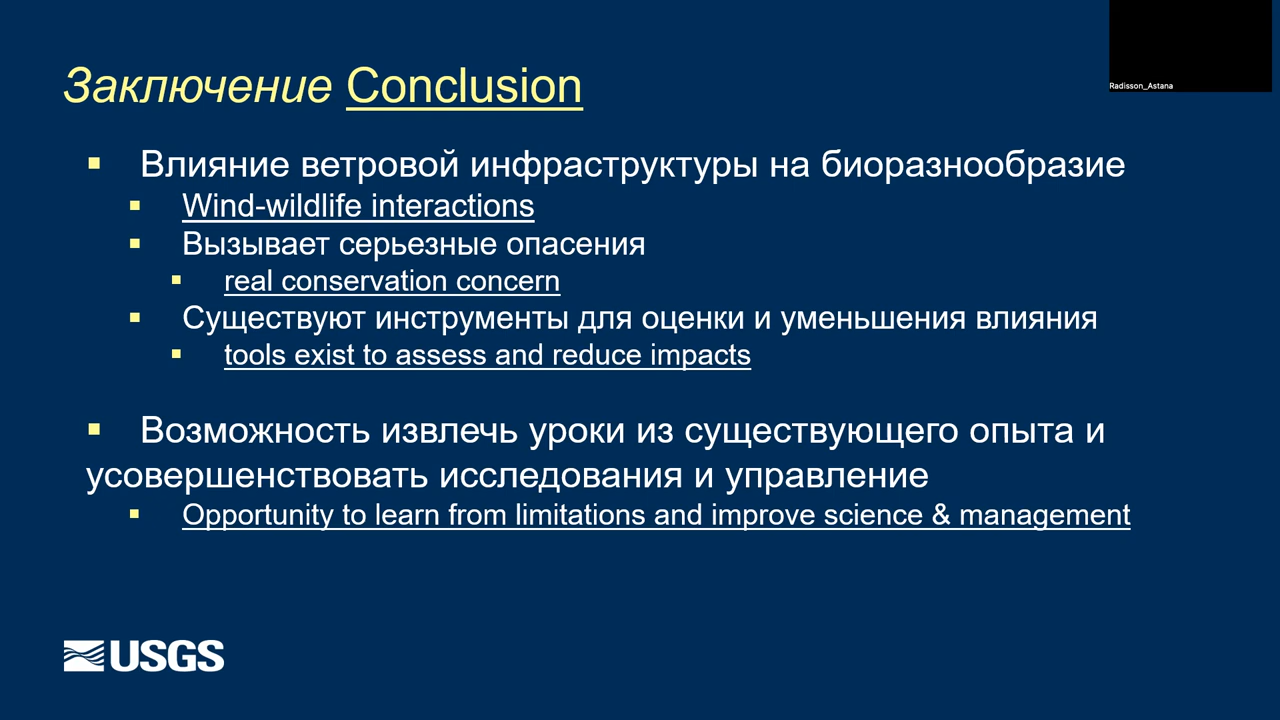 Radisson_Astana
Заключение Conclusion
Влияние ветровой инфраструктуры на биоразнообразие
Wind-wildlife interactions
Вызывает серьезные опасения
real conservation concern
Существуют инструменты для оценки и уменьшения влияния
tools exist to assess and reduce impacts
Возможность извлечь уроки из существующего опыта и
усовершенствовать исследования и управление
Opportunity to learn from limitations and improve science & management
USGS